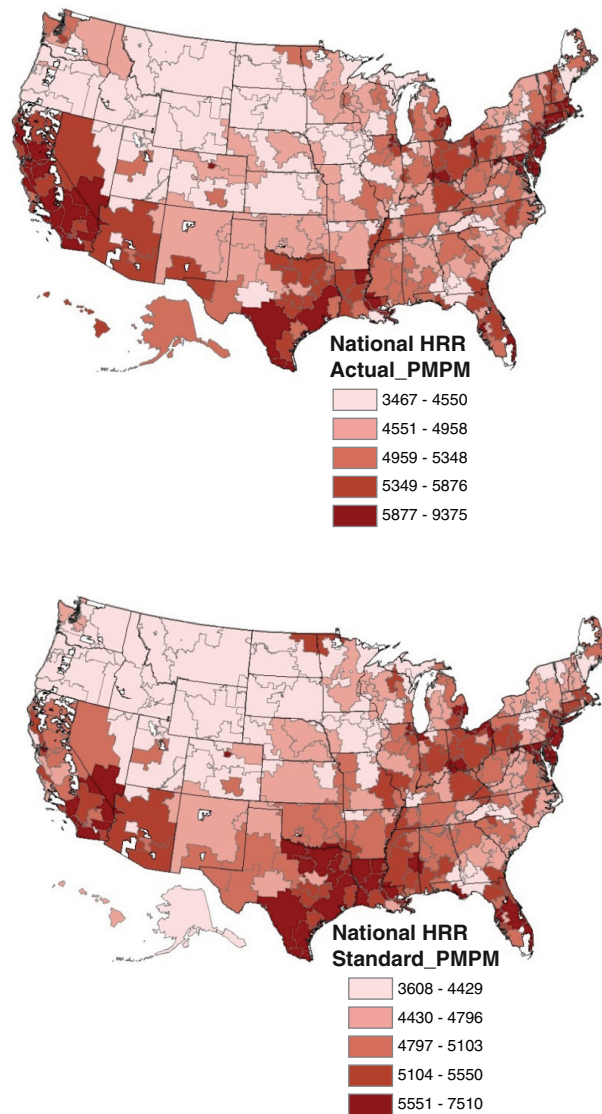 National HRR
Actual_PMPM
3467 - 4550
4551 - 4958
4959 - 5348
5349 - 5876
5877 - 9375
National HRR
Standard_PMPM
3608 - 4429
4430 - 4796
4797 - 5103
5104 - 5550
5551 - 7510